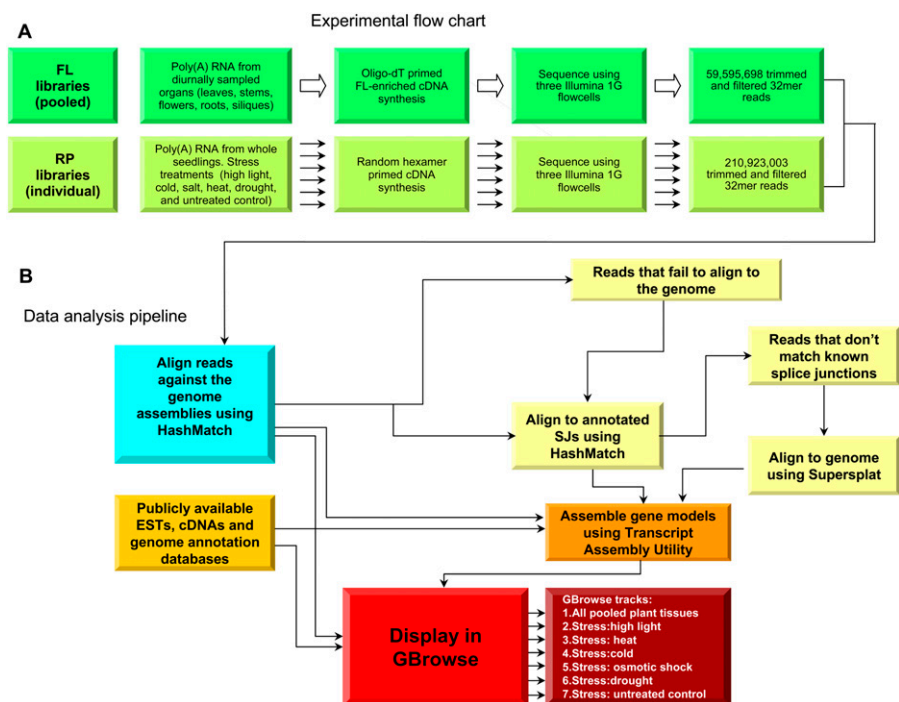 Experimental flow chart
A
FL
libraries
(pooled)
Poly(A) RNA from
diurnally sampled
organs (leaves, stems,
flowers, roots, siliques)
Oligo-dT primed
FL-enriched cDNA
synthesis
Sequence using
three Illumina 1G
flowcells
59,595,698 trimmed
and filtered 32mer
reads
RP
libraries
(individual)
Poly(A) RNA from whole
seedlings. Stress
treatments (high light,
cold, salt, heat, drought,
and untreated control)
Random hexamer
primed cDNA
synthesis
Sequence using
three Illumina 1G
flowcells
210,923,003
trimmed and filtered
32mer reads
B
Data analysis pipeline
Reads that fail to align to
the genome
Align reads
against the
genome
assemblies using
HashMatch
Reads that don't
match known
splice junctions
Align to annotated
SJs using
HashMatch
Align to genome
using Supersplat
Publicly available
ESTs, cDNAs and
genome annotation
databases
Assemble gene models
using Transcript
Assembly Utility
Display in
GBrowse
GBrowse tracks:
1.All pooled plant tissues
2.Stress:high light
3.Stress: heat
4.Stress:cold
5.Stress: osmotic shock
6.Stress:drought
7.Stress: untreated control